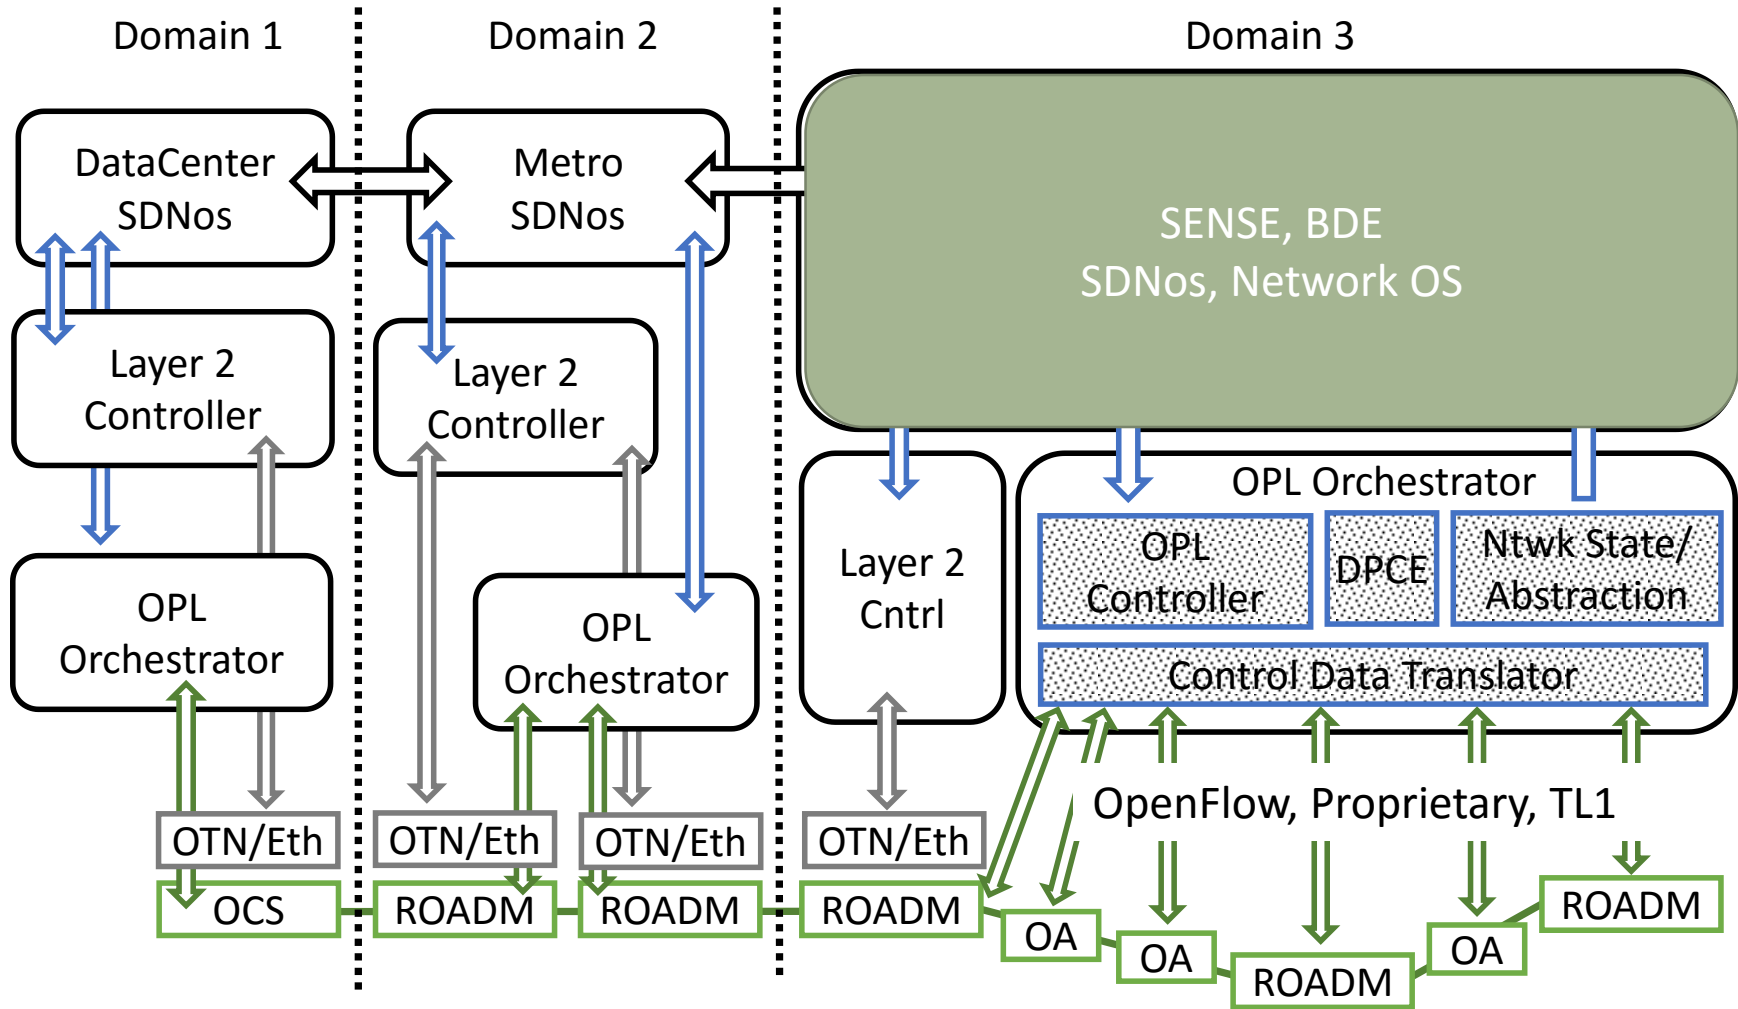 Domain 1
Domain 2
Domain 3
DataCenter
SDNos
Metro
SDNos
SENSE, BDE
SDNos, Network OS
Layer 2
Controller
Layer 2
Controller
Layer 2
Cntrl
OPL Orchestrator
OPL
Controller
DPCE
Ntwk State/
Abstraction
Control Data Translator
OPL
Orchestrator
OPL
Orchestrator
OpenFlow, Proprietary, TL1
OTN/Eth
OTN/Eth
OTN/Eth
OTN/Eth
OCS
ROADM
ROADM
ROADM
OA
OA
ROADM
OA
ROADM